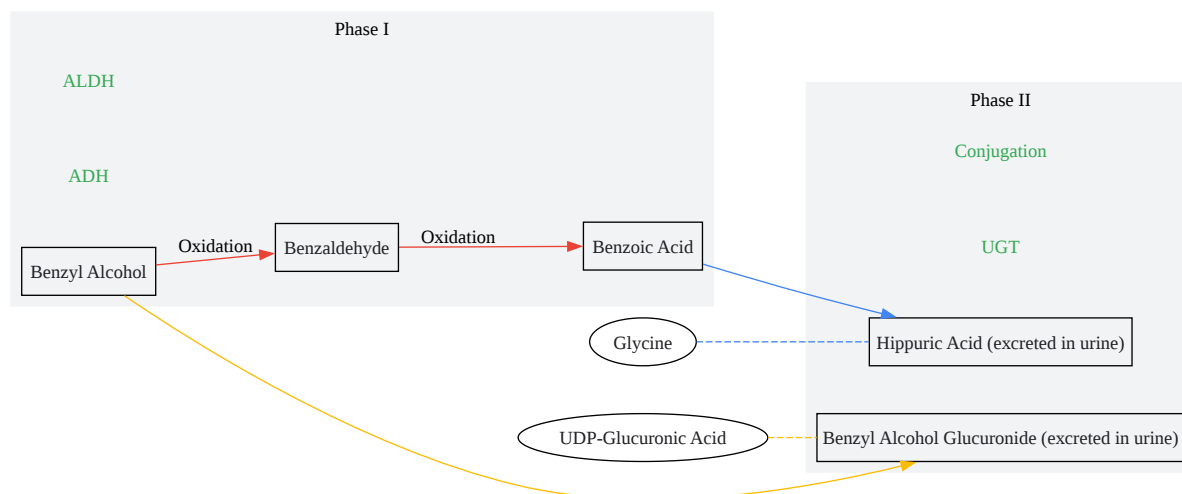 Phase I
ALDH
Phase II
Conjugation
ADH
Oxidation
Oxidation
Benzyl Alcohol
Benzaldehyde
Benzoic Acid
UGT
Glycine
Hippuric Acid (excreted in urine)
UDP-Glucuronic Acid
Benzyl Alcohol Glucuronide (excreted in urine)